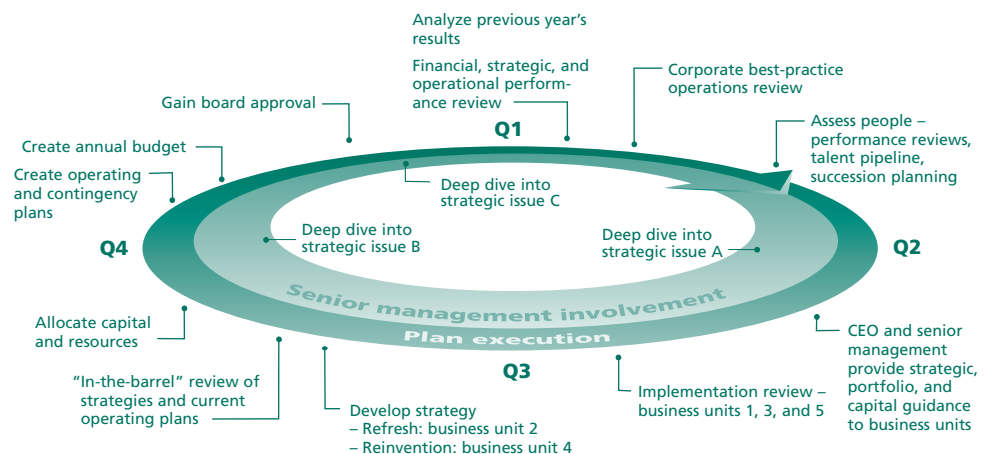 Analyze previous year’s
results
Financial, strategic, and
operational perform-
ance review
Corporate best-practice
operations review
Gain board approval
Q1
Assess people –
performance reviews,
talent pipeline,
succession planning
Create annual budget
Create operating
and contingency
plans
Deep dive into
strategic issue C
Deep dive into
strategic issue B
Deep dive into
strategic issue A
Q4
Q2
Senior management involvement
Plan execution
Q3
Allocate capital
and resources
CEO and senior
management
provide strategic,
portfolio, and
capital guidance
to business units
“In-the-barrel” review of
strategies and current
operating plans
Develop strategy
– Refresh: business unit 2
– Reinvention: business unit 4
Implementation review –
business units 1, 3, and 5